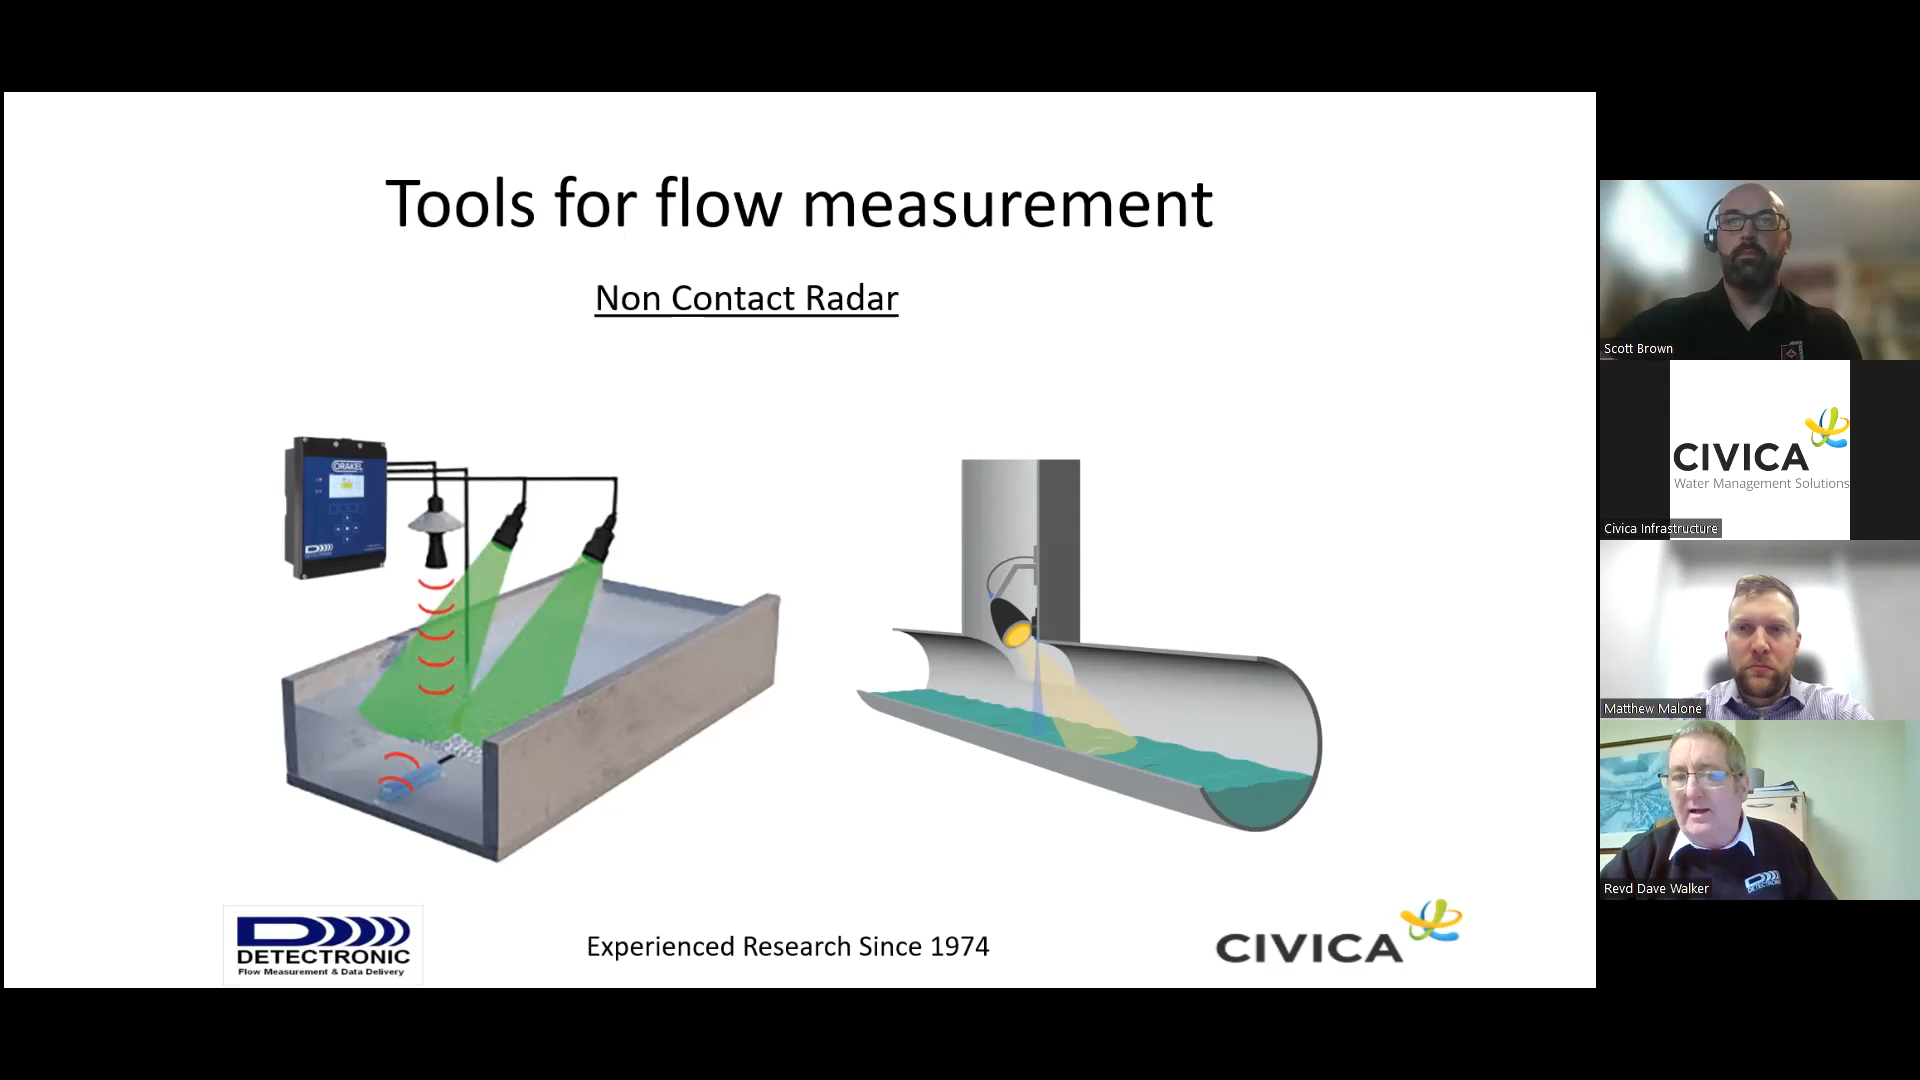 Tools for flow measurement
Non Contact Radar
ORAKEL
DETECTRONIC
Flow Measurement & Data Delivery
Experienced Research Since 1974
CIVICA
Scott Brown
CIVICA
Water Management Solutions
Civica Infrastructure
Matthew Malone
DETECTRONIC
Revd Dave Walker